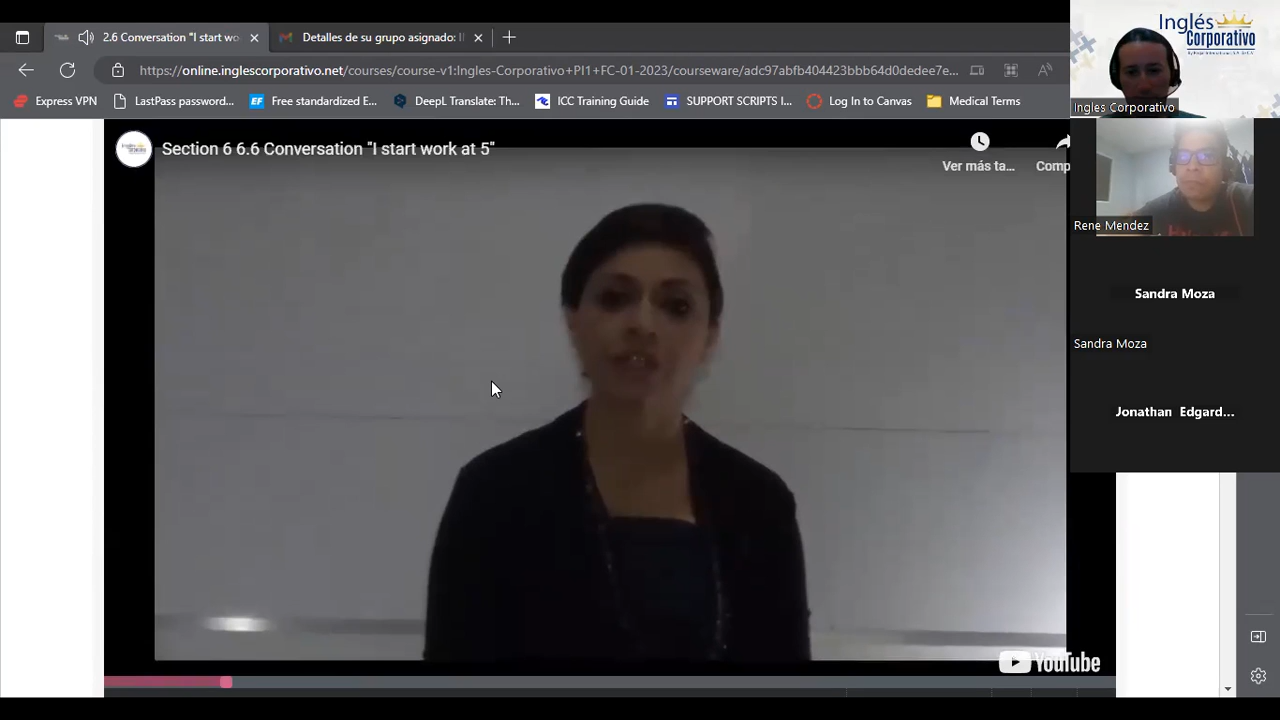 2.6 Conversation "I start wo
Detalles de su grupo asignado: I
https://online.inglescorporativo.net/courses/course-v1:Ingles-Corporativo+PI1+FC-01-2023/courseware/adc97abfb404423bbb64d0dedee7e...
Express VPN
LastPass password...
EF
Free standardized E...
DeepL Translate: Th...
ICC Training Guide
SUPPORT SCRIPTS I...
Log In to Canvas
Medical Terms
Section 6 6.6 Conversation "I start work at 5"
Ver más ta...
Comp
YouTube
Inglés
Corporativo
Ingles Corporativo
Rene Mendez
Sandra Moza
Sandra Moza
Jonathan Edgard...